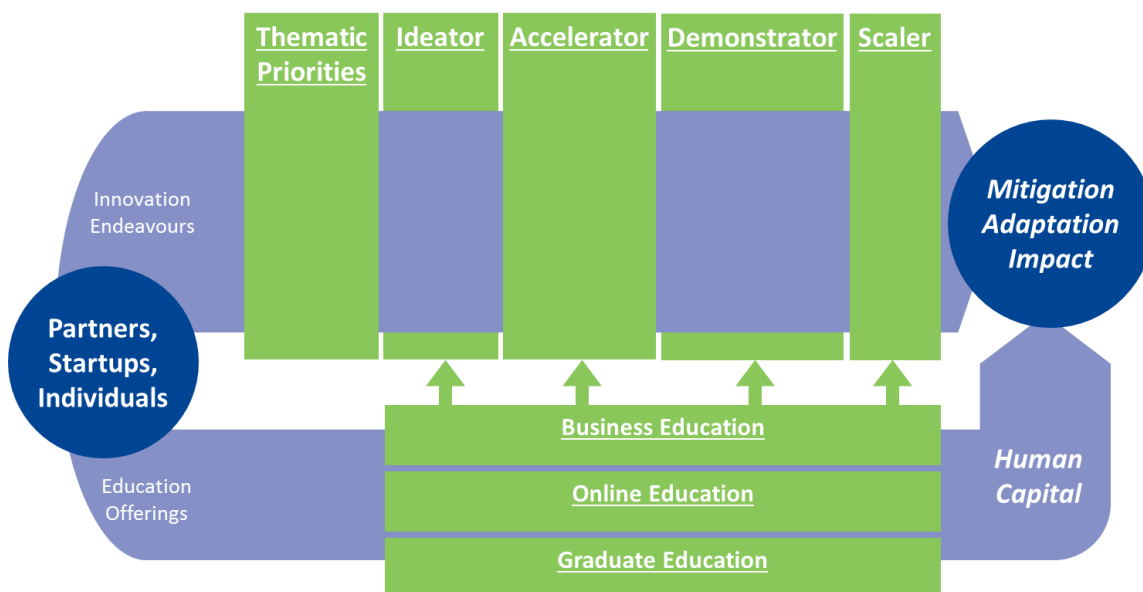 Thematic
Priorities
Ideator
Accelerator
Demonstrator
Scaler
Innovation
Endeavours
Mitigation
Adaptation
Impact
Partners,
Startups,
Individuals
Business Education
Online Education
Graduate Education
Education
Offerings
Human
Capital